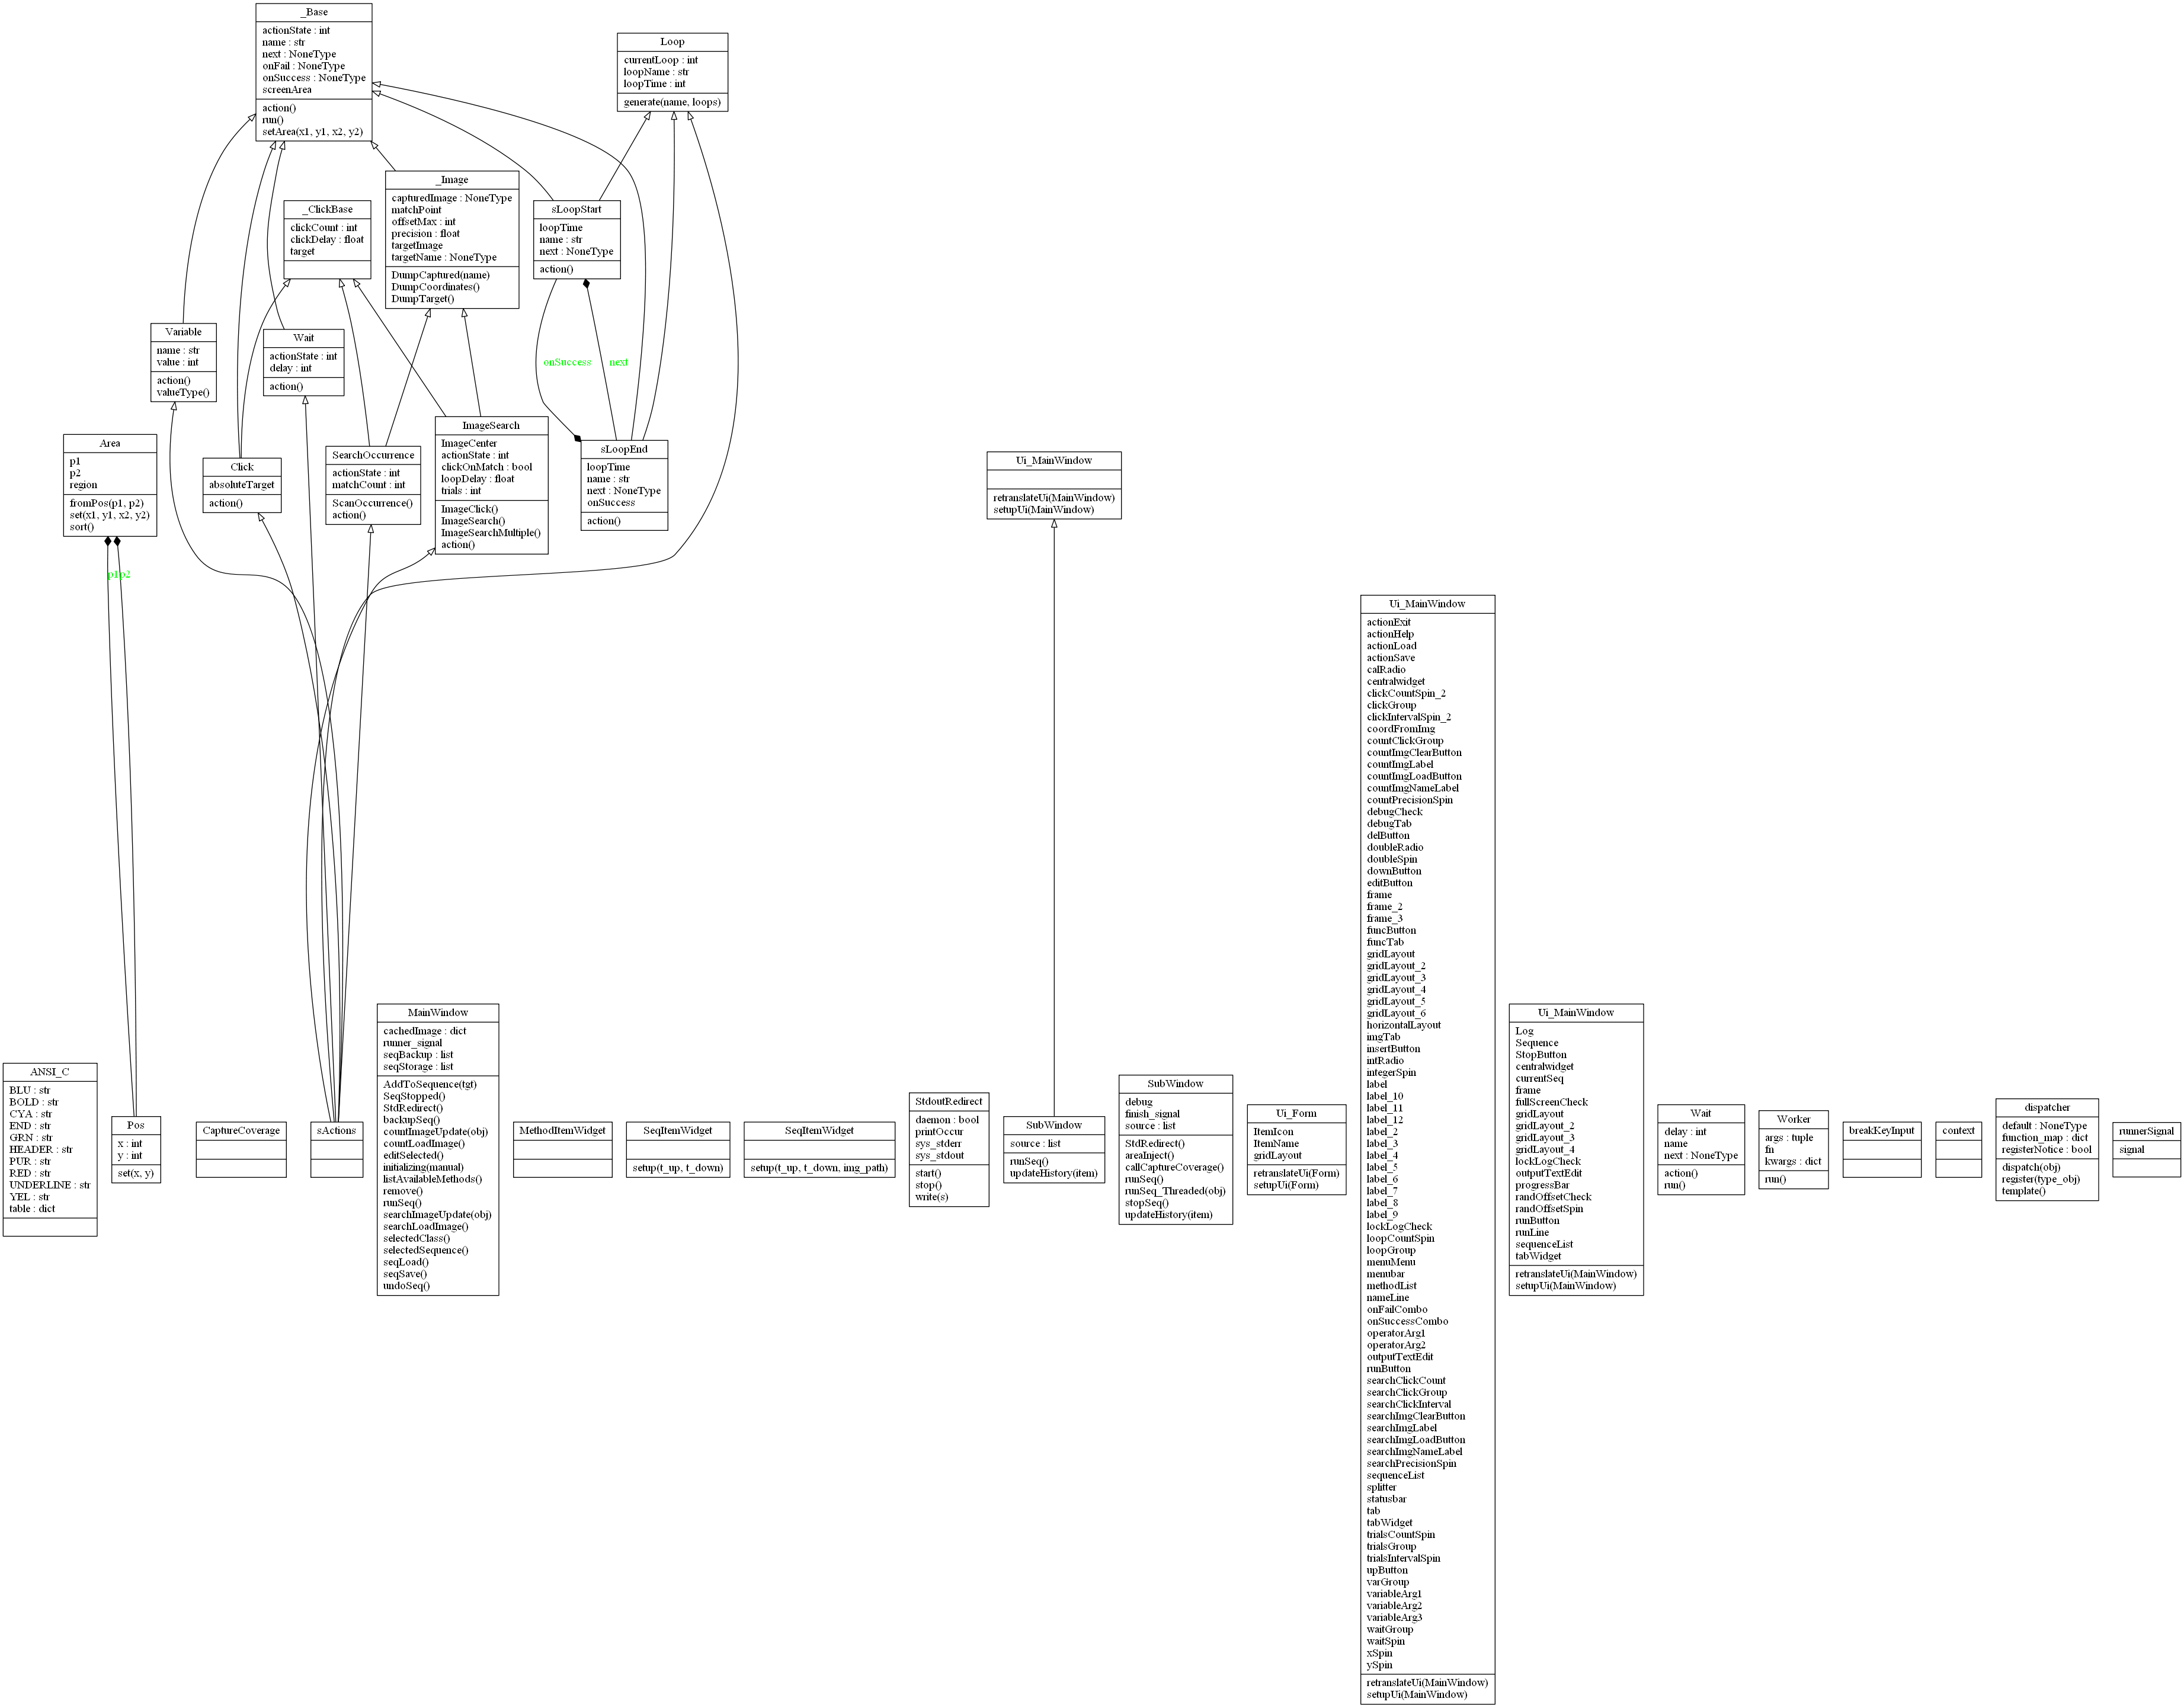 _Base
actionState : int
name : str
next : NoneType
onFail : NoneType
onSuccess : NoneType
screenArea
action()
run()
setArea(x1, y1, x2, y2)
Loop
currentLoop : int
loopName : str
loopTime : int
generate(name, loops)
_Image
capturedImage : NoneType
matchPoint
offsetMax : int
precision : float
targetImage
targetName : NoneType
DumpCaptured(name)
DumpCoordinates()
DumpTarget()
_ClickBase
clickCount : int
clickDelay : float
target
sLoopStart
loopTime
name : str
next : NoneType
action()
Variable
name : str
value : int
action()
valueType()
Wait
actionState : int
delay : int
action()
onSuccess
next
Area
p1
p2
region
fromPos(p1, p2)
set(x1, y1, x2, y2)
sort()
Click
absoluteTarget
action()
SearchOccurrence
actionState : int
matchCount : int
ScanOccurrence()
action()
ImageSearch
ImageCenter
actionState : int
clickOnMatch : bool
loopDelay : float
trials : int
ImageClick()
ImageSearch()
ImageSearchMultiple()
action()
sLoopEnd
loopTime
name : str
next : NoneType
onSuccess
action()
Ui_MainWindow
retranslateUi(MainWindow)
setupUi(MainWindow)
p1
p2
ANSI_C
BLU : str
BOLD : str
CYA : str
END : str
GRN : str
HEADER : str
PUR : str
RED : str
UNDERLINE : str
YEL : str
table : dict
Pos
x : int
y : int
set(x, y)
CaptureCoverage
sActions
MainWindow
cachedImage : dict
runner_signal
seqBackup : list
seqStorage : list
AddToSequence(tgt)
SeqStopped()
StdRedirect()
backupSeq()
countImageUpdate(obj)
countLoadImage()
editSelected()
initializing(manual)
listAvailableMethods()
remove()
runSeq()
searchImageUpdate(obj)
searchLoadImage()
selectedClass()
selectedSequence()
seqLoad()
seqSave()
undoSeq()
MethodItemWidget
SeqItemWidget
setup(t_up, t_down)
SeqItemWidget
setup(t_up, t_down, img_path)
StdoutRedirect
daemon : bool
printOccur
sys_stderr
sys_stdout
start()
stop()
write(s)
SubWindow
source : list
runSeq()
updateHistory(item)
SubWindow
debug
finish_signal
source : list
StdRedirect()
areaInject()
callCaptureCoverage()
runSeq()
runSeq_Threaded(obj)
stopSeq()
updateHistory(item)
Ui_Form
ItemIcon
ItemName
gridLayout
retranslateUi(Form)
setupUi(Form)
Ui_MainWindow
actionExit
actionHelp
actionLoad
actionSave
calRadio
centralwidget
clickCountSpin_2
clickGroup
clickIntervalSpin_2
coordFromImg
countClickGroup
countImgClearButton
countImgLabel
countImgLoadButton
countImgNameLabel
countPrecisionSpin
debugCheck
debugTab
delButton
doubleRadio
doubleSpin
downButton
editButton
frame
frame_2
frame_3
funcButton
funcTab
gridLayout
gridLayout_2
gridLayout_3
gridLayout_4
gridLayout_5
gridLayout_6
horizontalLayout
imgTab
insertButton
intRadio
integerSpin
label
label_10
label_11
label_12
label_2
label_3
label_4
label_5
label_6
label_7
label_8
label_9
lockLogCheck
loopCountSpin
loopGroup
menuMenu
menubar
methodList
nameLine
onFailCombo
onSuccessCombo
operatorArg1
operatorArg2
outputTextEdit
runButton
searchClickCount
searchClickGroup
searchClickInterval
searchImgClearButton
searchImgLabel
searchImgLoadButton
searchImgNameLabel
searchPrecisionSpin
sequenceList
splitter
statusbar
tab
tabWidget
trialsCountSpin
trialsGroup
trialsIntervalSpin
upButton
varGroup
variableArg1
variableArg2
variableArg3
waitGroup
waitSpin
xSpin
ySpin
retranslateUi(MainWindow)
setupUi(MainWindow)
Ui_MainWindow
Log
Sequence
StopButton
centralwidget
currentSeq
frame
fullScreenCheck
gridLayout
gridLayout_2
gridLayout_3
gridLayout_4
lockLogCheck
outputTextEdit
progressBar
randOffsetCheck
randOffsetSpin
runButton
runLine
sequenceList
tabWidget
retranslateUi(MainWindow)
setupUi(MainWindow)
Wait
delay : int
name
next : NoneType
action()
run()
Worker
args : tuple
fn
kwargs : dict
run()
breakKeyInput
context
dispatcher
default : NoneType
function_map : dict
registerNotice : bool
dispatch(obj)
register(type_obj)
template()
runnerSignal
signal